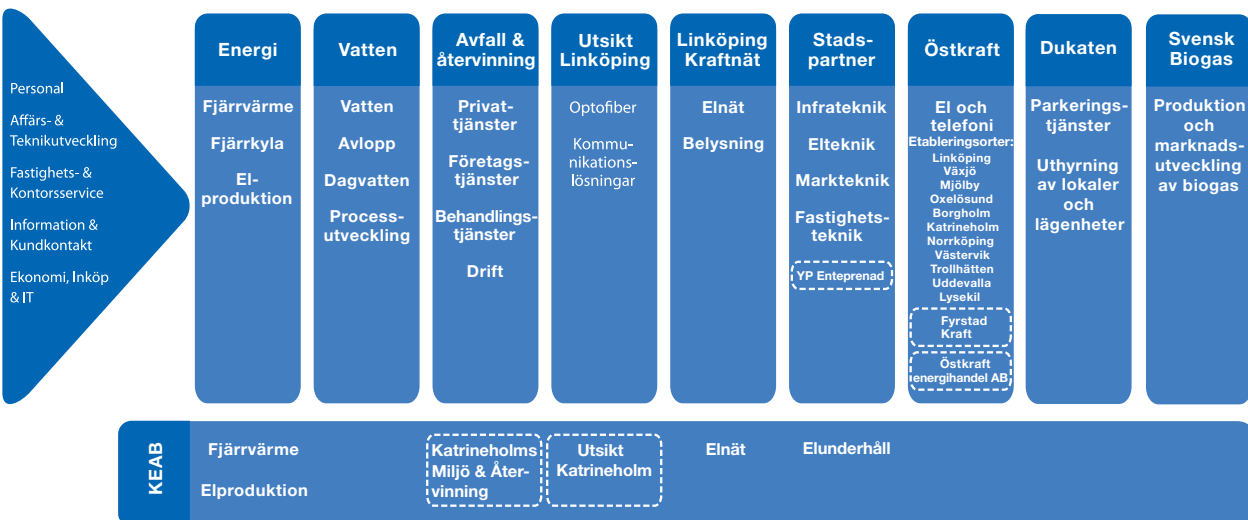 Personal
Affärs- &
Teknikutveckling
Fastighets- &
Kontorsservice
Information &
Kundkontakt
Ekonomi, Inköp
& IT
Energi
Fjärrvärme
Fjärrkyla
El-
produktion
Vatten
Vatten
Avlopp
Dagvatten
Process-
utveckling
Avfall &
återvinning
Privat-
tjänster
Företags-
tjänster
Behandlings-
tjänster
Drift
Utsikt
Linköping
Optofiber
Kommu-
nikations-
lösningar
Linköping
Kraftnät
Elnät
Belysning
Stads-
partner
Infrateknik
Elteknik
Markteknik
Fastighets-
teknik
YP Enteprenad
Östkraft
El och
telefoni
Etableringsorter:
Linköping
Växjö
Mjölby
Oxelösund
Borgholm
Katrineholm
Norrköping
Västervik
Trollhätten
Uddevalla
Lysekil
Fyrstad
Kraft
Östkraft
energihandel AB
Dukaten
Parkerings-
tjänster
Uthyrning
av lokaler
och
lägenheter
Svensk
Biogas
Produktion
och
marknads-
utveckling
av biogas
KEAB
Fjärrvärme
Elproduktion
Katrineholms
Miljö & Åter-
vinning
Utsikt
Katrineholm
Elnät
Elunderhåll